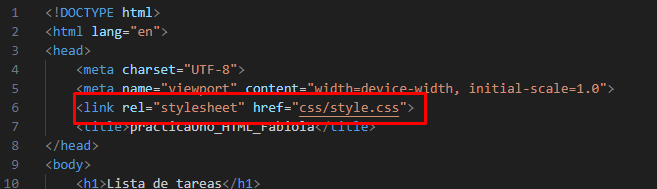 1 <!DOCTYPE html>
2 <html lang="en">
3 <head>
4 <meta charset="UTF-8">
5 <meta name="viewport" content="width=device-width, initial-scale=1.0">
6 <link rel="stylesheet" href="css/style.css">
7 <title>practicaUno_HTML_Fabiola</title>
8 </head>
9 <body>
10 <h1>Lista de tareas</h1>